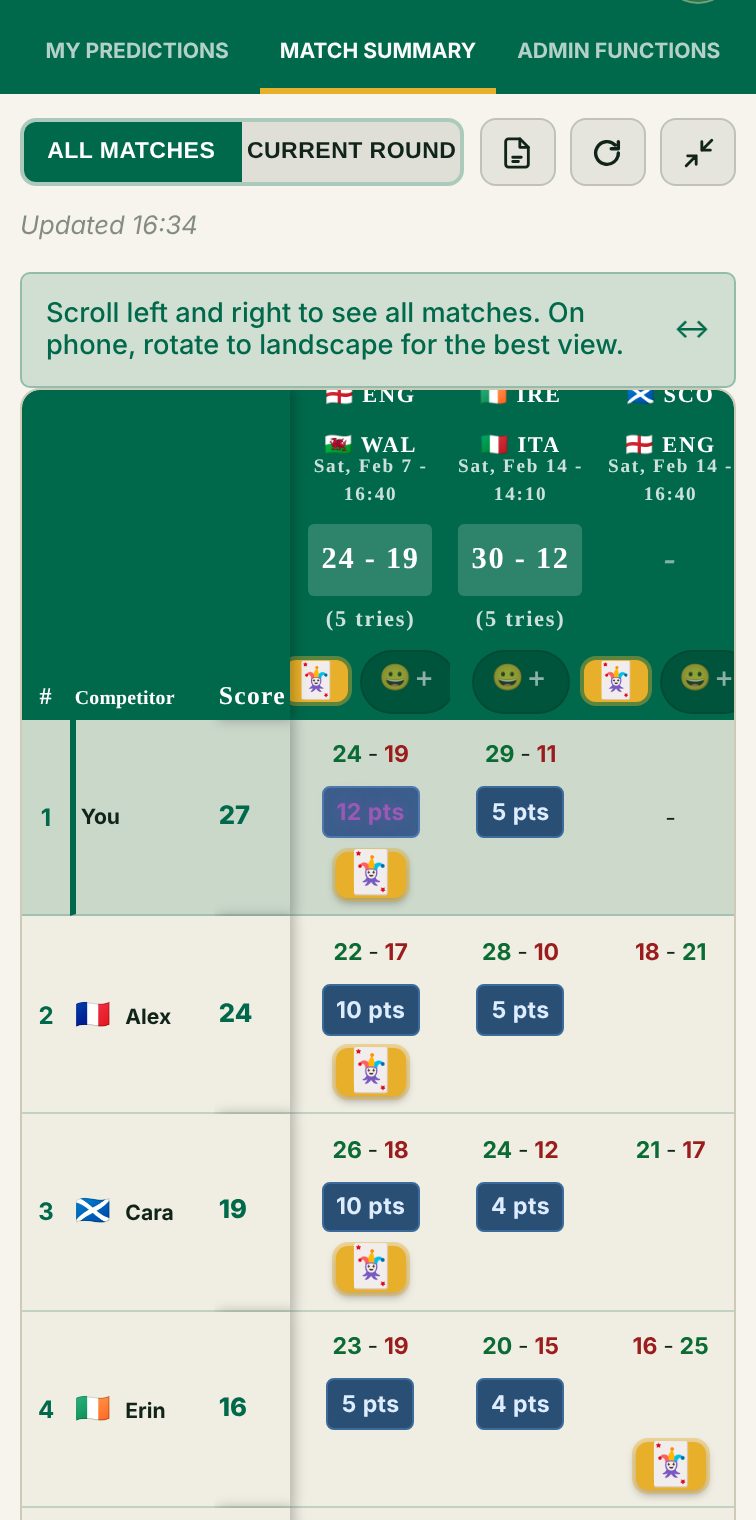 MY PREDICTIONS MATCH SUMMARY ADMIN FUNCTIONS
ALL MATCHES CURRENT ROUND
Updated 16:34
Scroll left and right to see all matches. On
phone, rotate to landscape for the best view.
ENG IRE SCO
WAL ITA ENG
Sat, Feb 7 - Sat, Feb 14 - Sat, Feb 14 -
16:40 14:10 16:40
24 - 19 30 - 12 -
(5 tries) (5 tries)
+ + +
# Competitor Score
24 - 19 29 - 11
1 You 27 12 pts 5 pts -
22 - 17 28 - 10 18 - 21
2 Alex 24 10 pts 5 pts
26 - 18 24 - 12 21 - 17
3 Cara 19 10 pts 4 pts
23 - 19 20 - 15 16 - 25
4 Erin 16 5 pts 4 pts